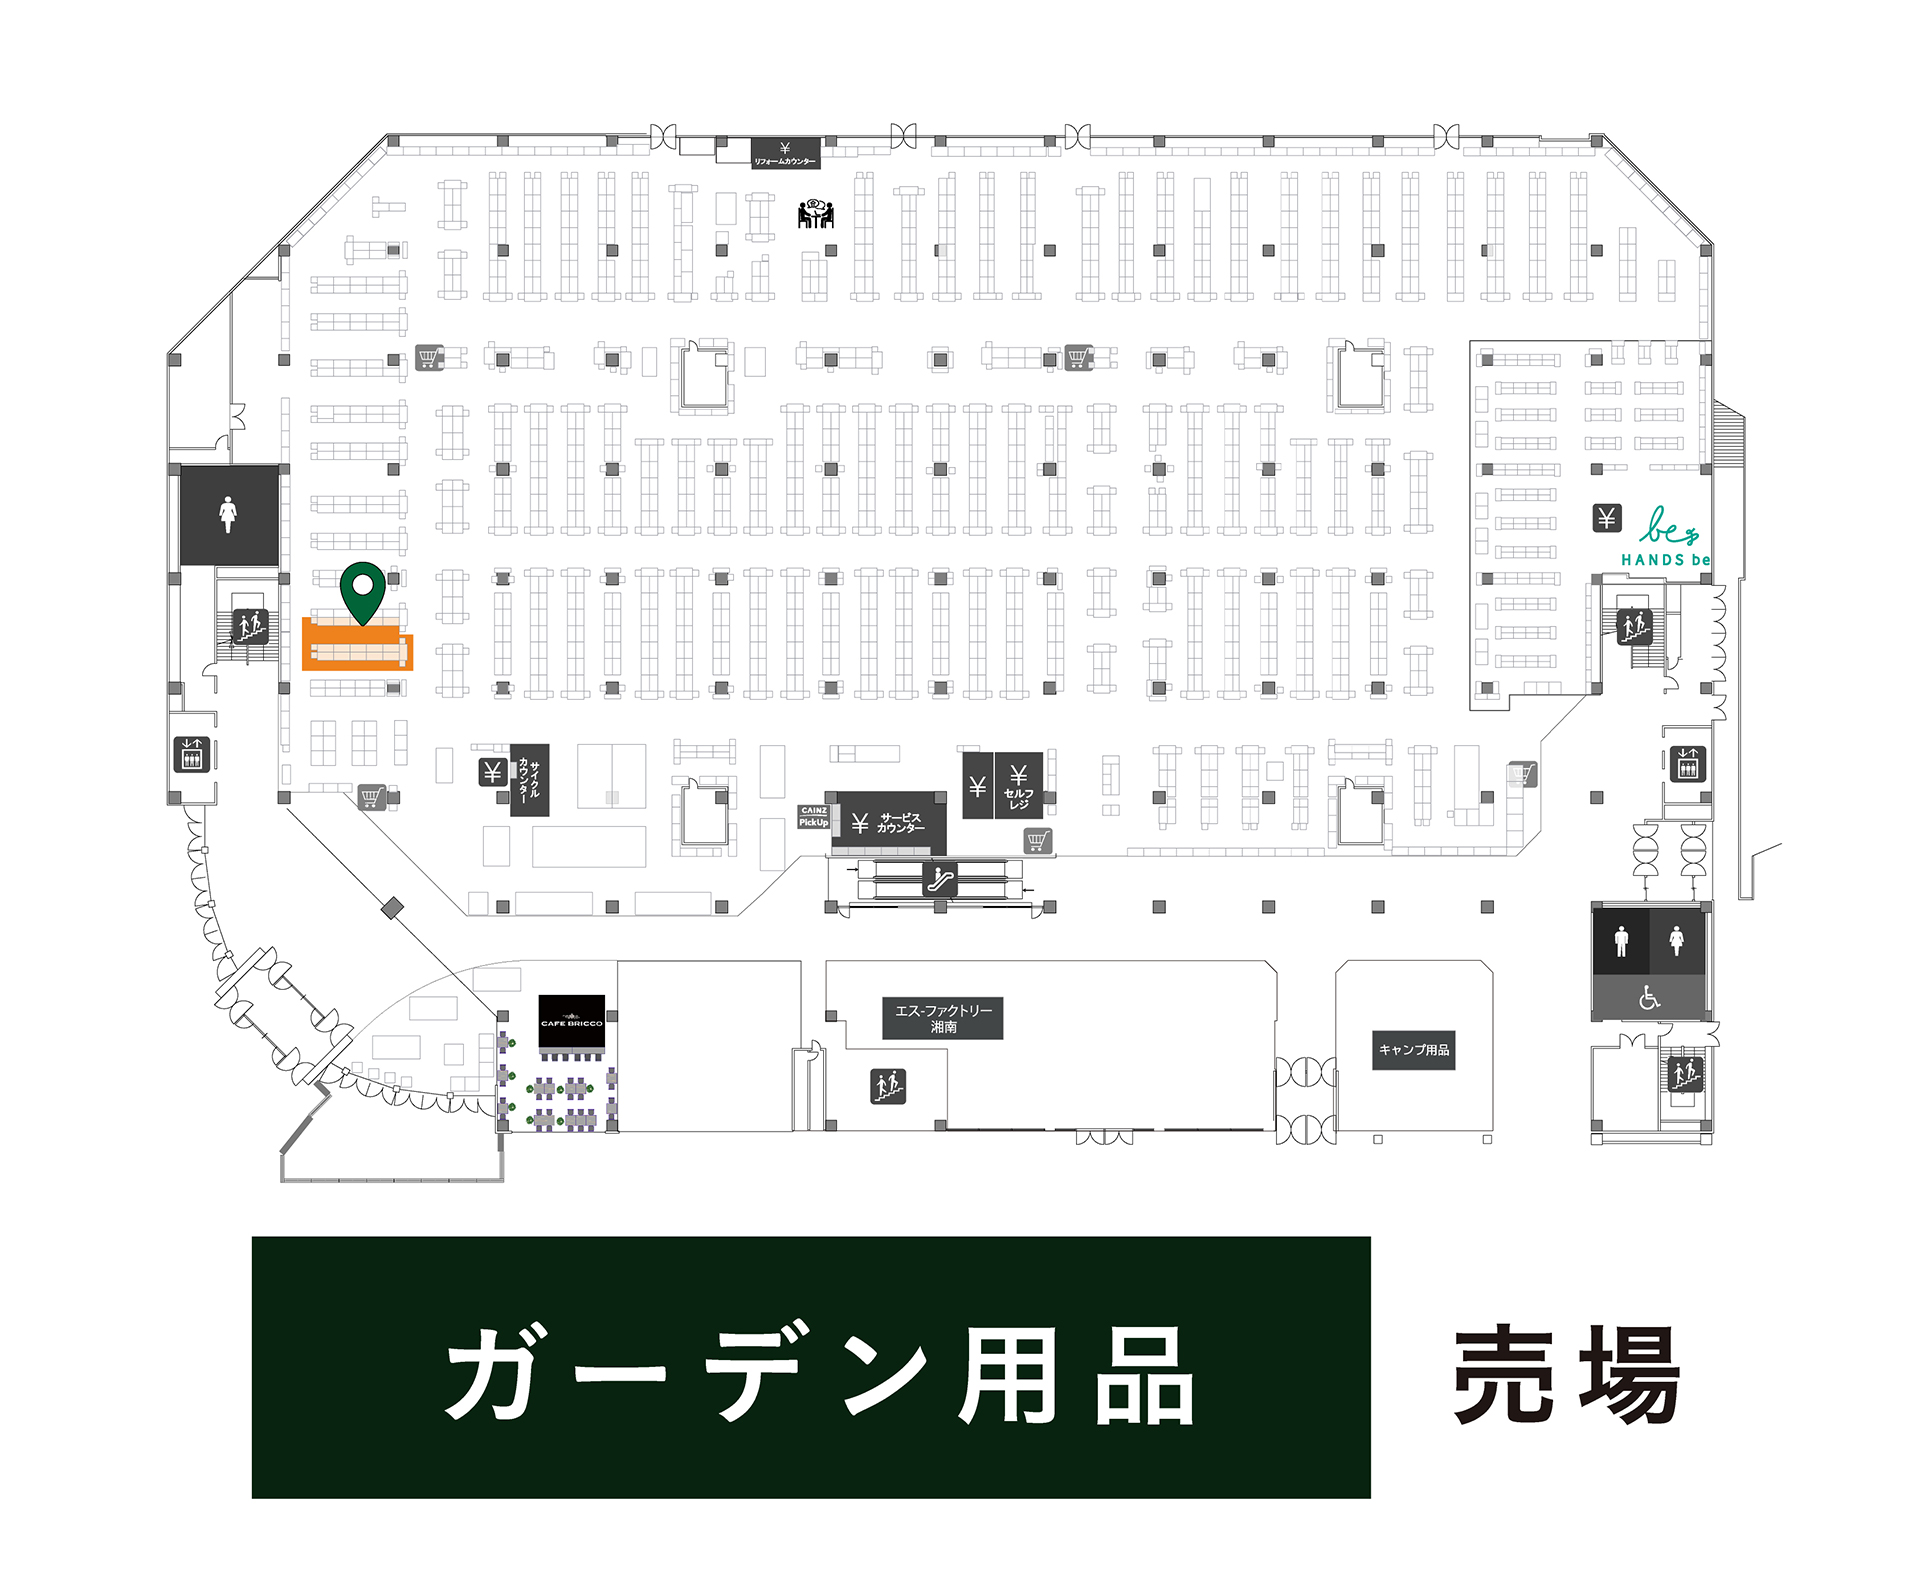 ¥
リフォームカウンター
¥
be
HANDS be
¥
サイクル
カウンター
¥
¥
セルフ
レジ
CAINZ
PickUp
¥
サービス
カウンター
エス-ファクトリー
湘南
キャンプ用品
CAFE BRICCO
ガーデン用品
売場